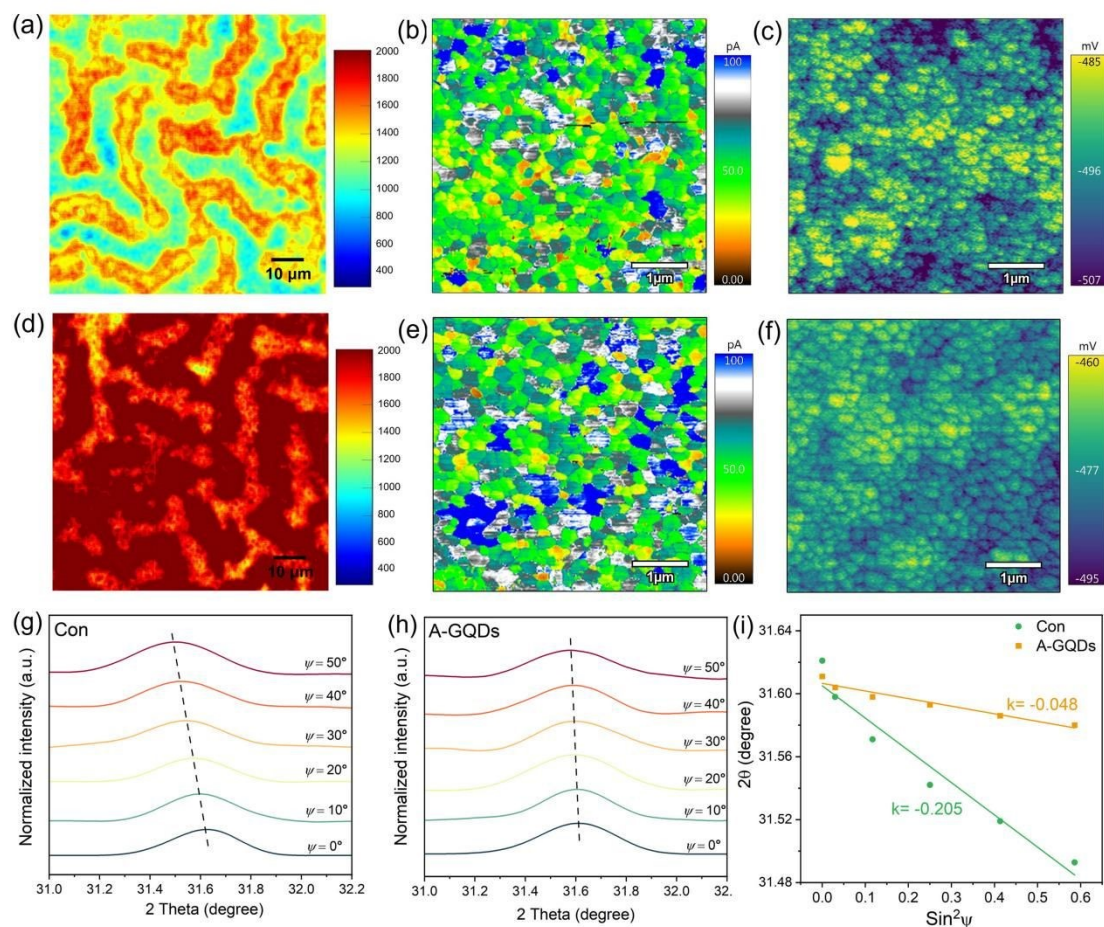 (a)
2000
1800
1600
1400
1200
1000
800
600
400
10 μm
(b)
pA
100
50.0
0.00
1μm
(c)
mV
-485
-496
-507
1μm
(d)
2000
1800
1600
1400
1200
1000
800
600
400
10 μm
(e)
pA
100
50.0
0.00
1μm
(f)
mV
-460
-477
-495
1μm
(g)
Con
Normalized intensity (a.u.)
ψ = 50°
ψ = 40°
ψ = 30°
ψ = 20°
ψ = 10°
ψ = 0°
31.0 31.2 31.4 31.6 31.8 32.0 32.2
2 Theta (degree)
(h)
A-GQDs
Normalized intensity (a.u.)
ψ = 50°
ψ = 40°
ψ = 30°
ψ = 20°
ψ = 10°
ψ = 0°
31.0 31.2 31.4 31.6 31.8 32.0 32.
2 Theta (degree)
(i)
2θ (degree)
31.64
31.60
31.56
31.52
31.48
Con
A-GQDs
k= -0.048
k= -0.205
0.0 0.1 0.2 0.3 0.4 0.5 0.6
Sin²ψ